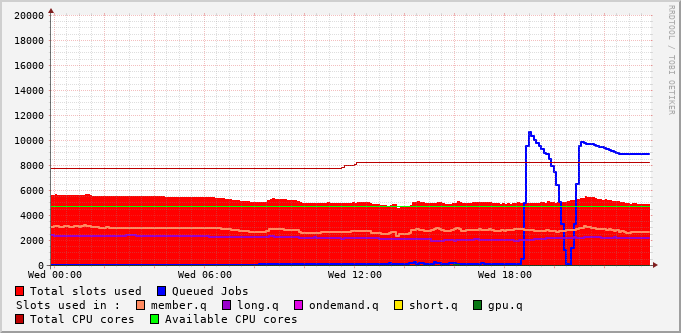 20000
18000
16000
14000
12000
10000
8000
6000
4000
2000
0
Wed 00:00 Wed 06:00 Wed 12:00 Wed 18:00
Total slots used Queued Jobs
Slots used in : member.q long.q ondemand.q short.q gpu.q
Total CPU cores Available CPU cores
RRDTOOL / TOBI OETIKER